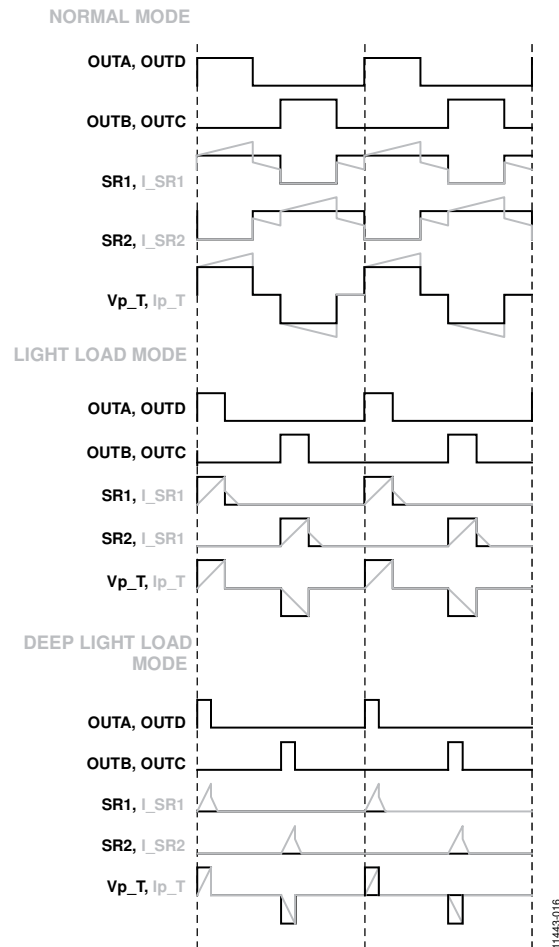 NORMAL MODE
OUTA, OUTD
OUTB, OUTC
SR1, I_SR1
SR2, I_SR2
Vp_T, Ip_T
LIGHT LOAD MODE
OUTA, OUTD
OUTB, OUTC
SR1, I_SR1
SR2, I_SR1
Vp_T, Ip_T
DEEP LIGHT LOAD
MODE
OUTA, OUTD
OUTB, OUTC
SR1, I_SR1
SR2, I_SR2
Vp_T, Ip_T
11443-016